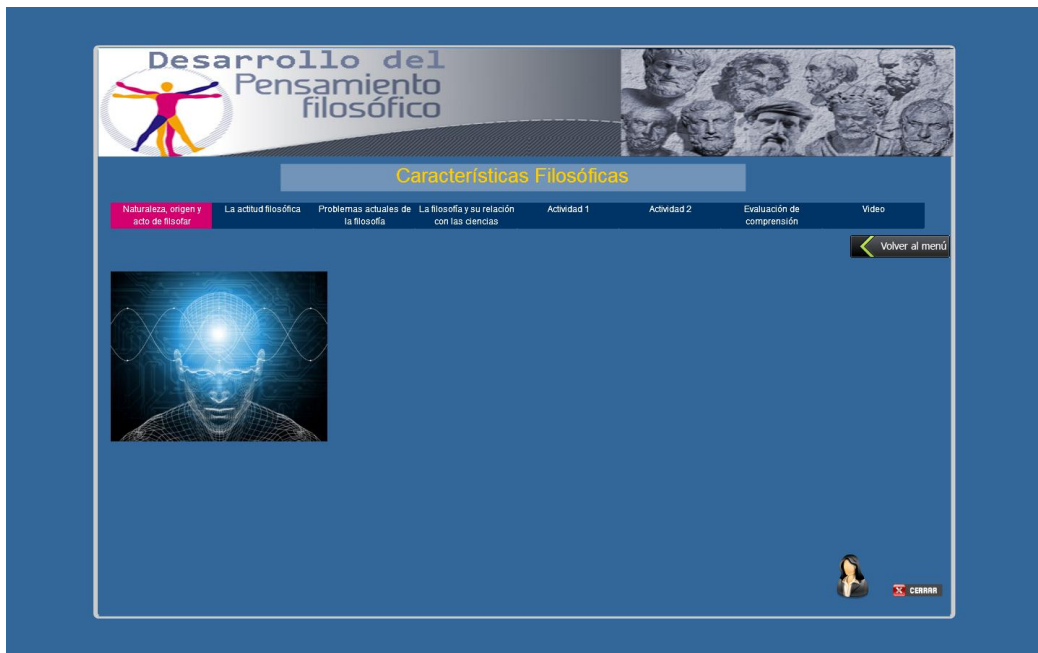 Desarrollo del
Pensamiento
filosófico
Características Filosóficas
Naturaleza, origen y
acto de filsofar
La actitud filosófica
Problemas actuales de
la filosofía
La filosofía y su relación
con las ciencias
Actividad 1
Actividad 2
Evaluación de
comprensión
Video
Volver al menú
X CERRAR